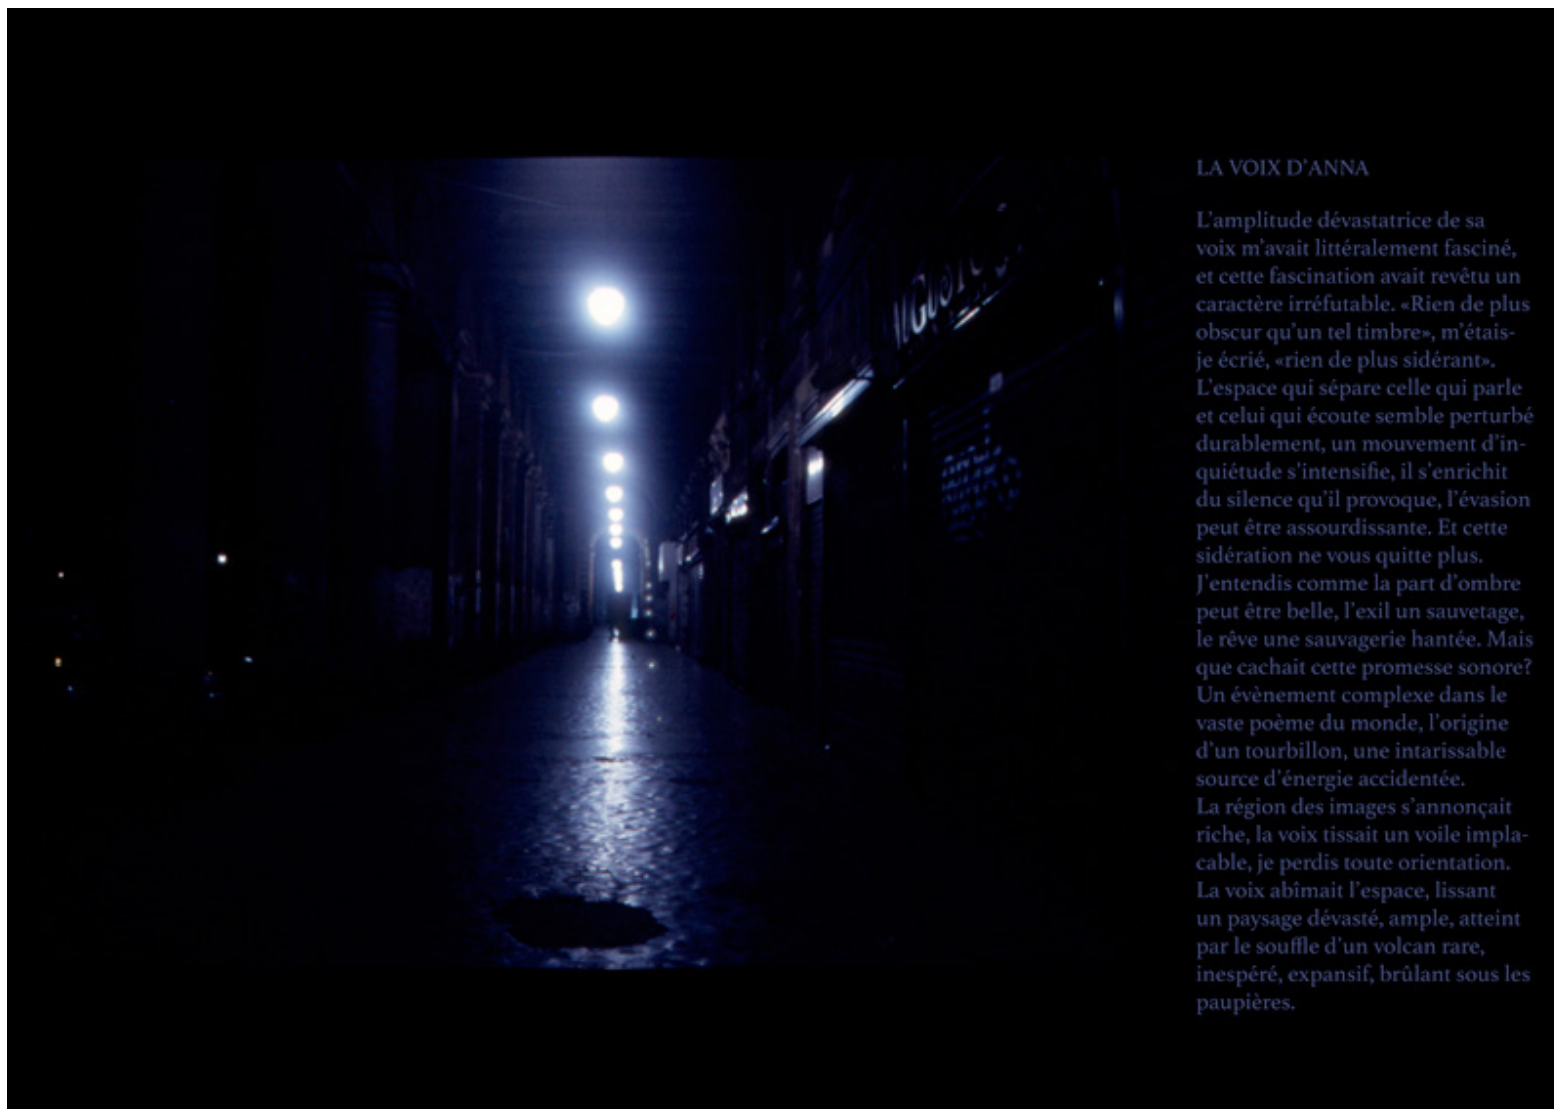 LA VOIX D’ANNA
L’amplitude dévastatrice de sa
voix m’avait littéralement fasciné,
et cette fascination avait revêtu un
caractère irréfutable. «Rien de plus
obscur qu’un tel timbre», m’étais-
je écrié, «rien de plus sidérant».
L’espace qui sépare celle qui parle
et celui qui écoute semble perturbé
durablement, un mouvement d’in-
quiétude s’intensifie, il s’enrichit
du silence qu’il provoque, l’évasion
peut être assourdissante. Et cette
sidération ne vous quitte plus.
J’entendis comme la part d’ombre
peut être belle, l’exil un sauvetage,
le rêve une sauvagerie hantée. Mais
que cachait cette promesse sonore?
Un évènement complexe dans le
vaste poème du monde, l’origine
d’un tourbillon, une intarissable
source d’énergie accidentée.
La région des images s’annonçait
riche, la voix tissait un voile impla-
cable, je perdis toute orientation.
La voix abîmait l’espace, lissant
un paysage dévasté, ample, atteint
par le souffle d’un volcan rare,
inespéré, expansif, brûlant sous les
paupières.